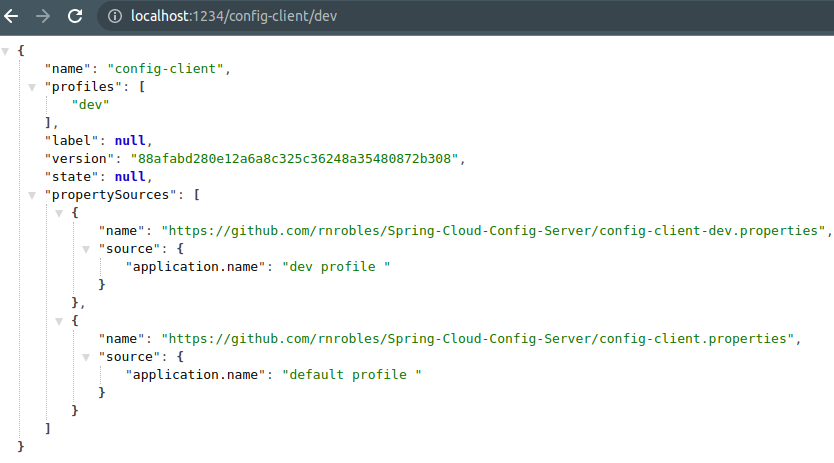 localhost:1234/config-client/dev
{
"name": "config-client",
"profiles": [
"dev"
],
"label": null,
"version": "88afabd280e12a6a8c325c36248a35480872b308",
"state": null,
"propertySources": [
{
"name": "https://github.com/rnrobles/Spring-Cloud-Config-Server/config-client-dev.properties",
"source": {
"application.name": "dev profile "
}
},
{
"name": "https://github.com/rnrobles/Spring-Cloud-Config-Server/config-client.properties",
"source": {
"application.name": "default profile "
}
}
]
}